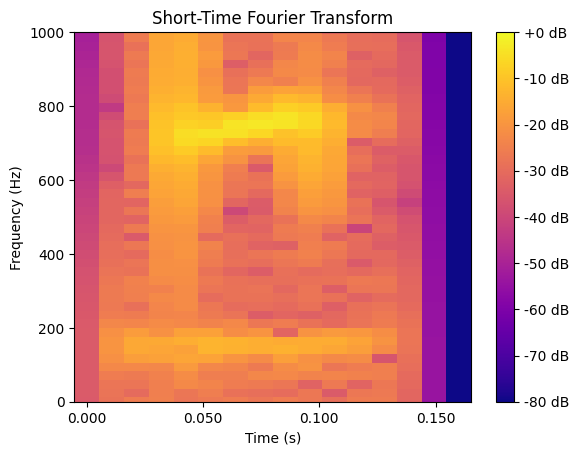 Short-Time Fourier Transform
1000
800
600
400
200
0
Frequency (Hz)
0.000
0.050
0.100
0.150
Time (s)
+0 dB
-10 dB
-20 dB
-30 dB
-40 dB
-50 dB
-60 dB
-70 dB
-80 dB